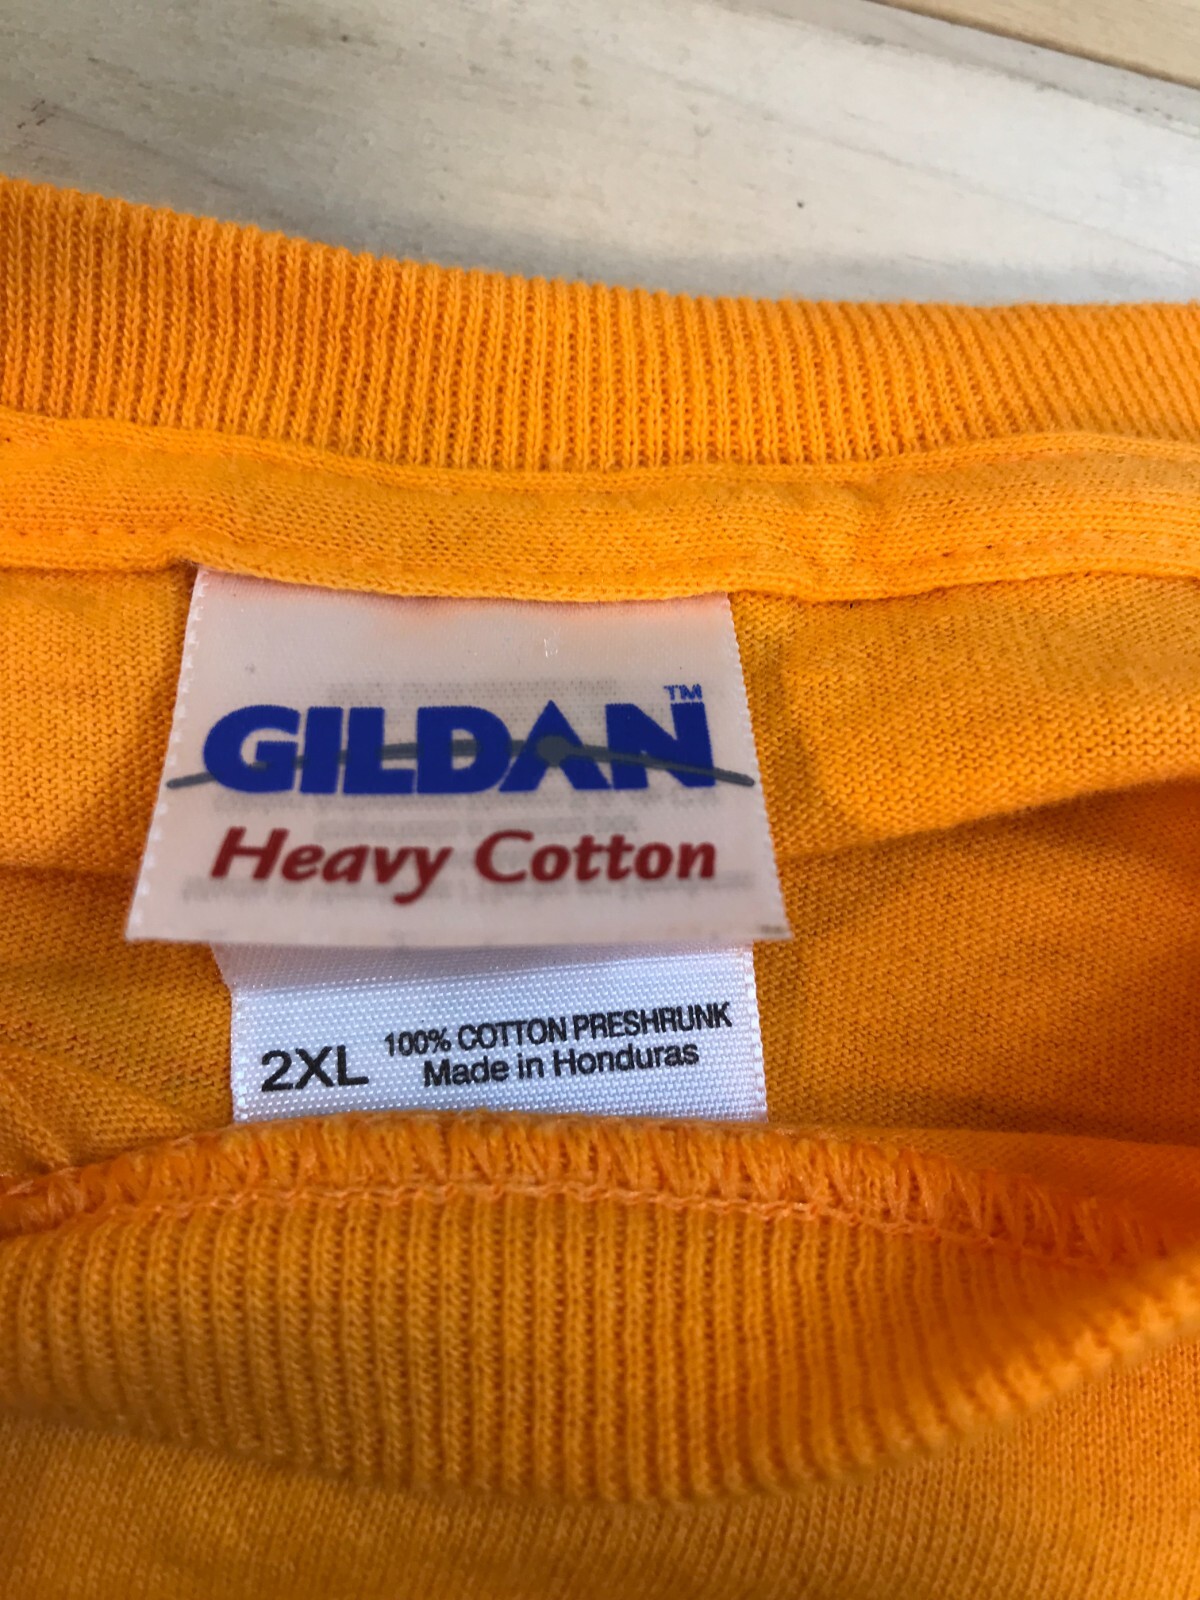 GILDAN™
Heavy Cotton
2XL
100% COTTON PRESHRUNK
Made in Honduras